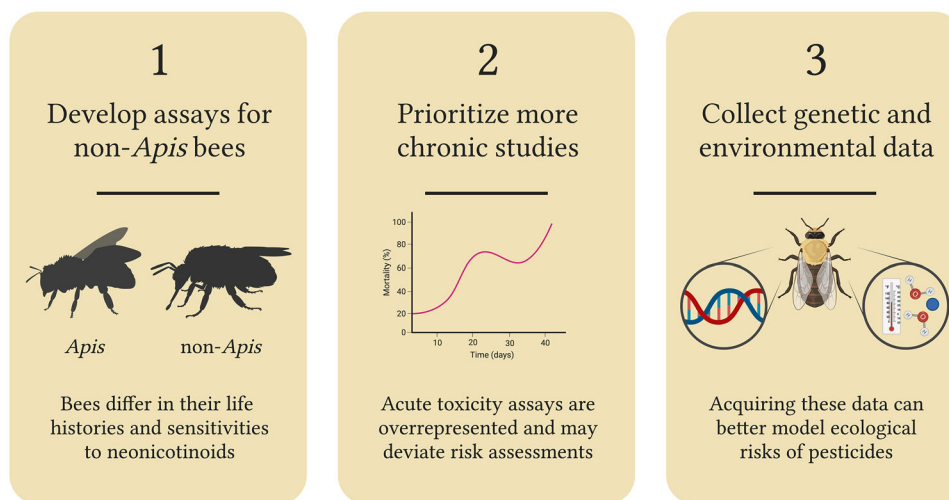 1
Develop assays for
non-Apis bees
Apis
non-Apis
Bees differ in their life
histories and sensitivities
to neonicotinoids
2
Prioritize more
chronic studies
Mortality (%)
100
80
60
40
20
0
10 20 30 40
Time (days)
Acute toxicity assays are
overrepresented and may
deviate risk assessments
3
Collect genetic and
environmental data
Acquiring these data can
better model ecological
risks of pesticides